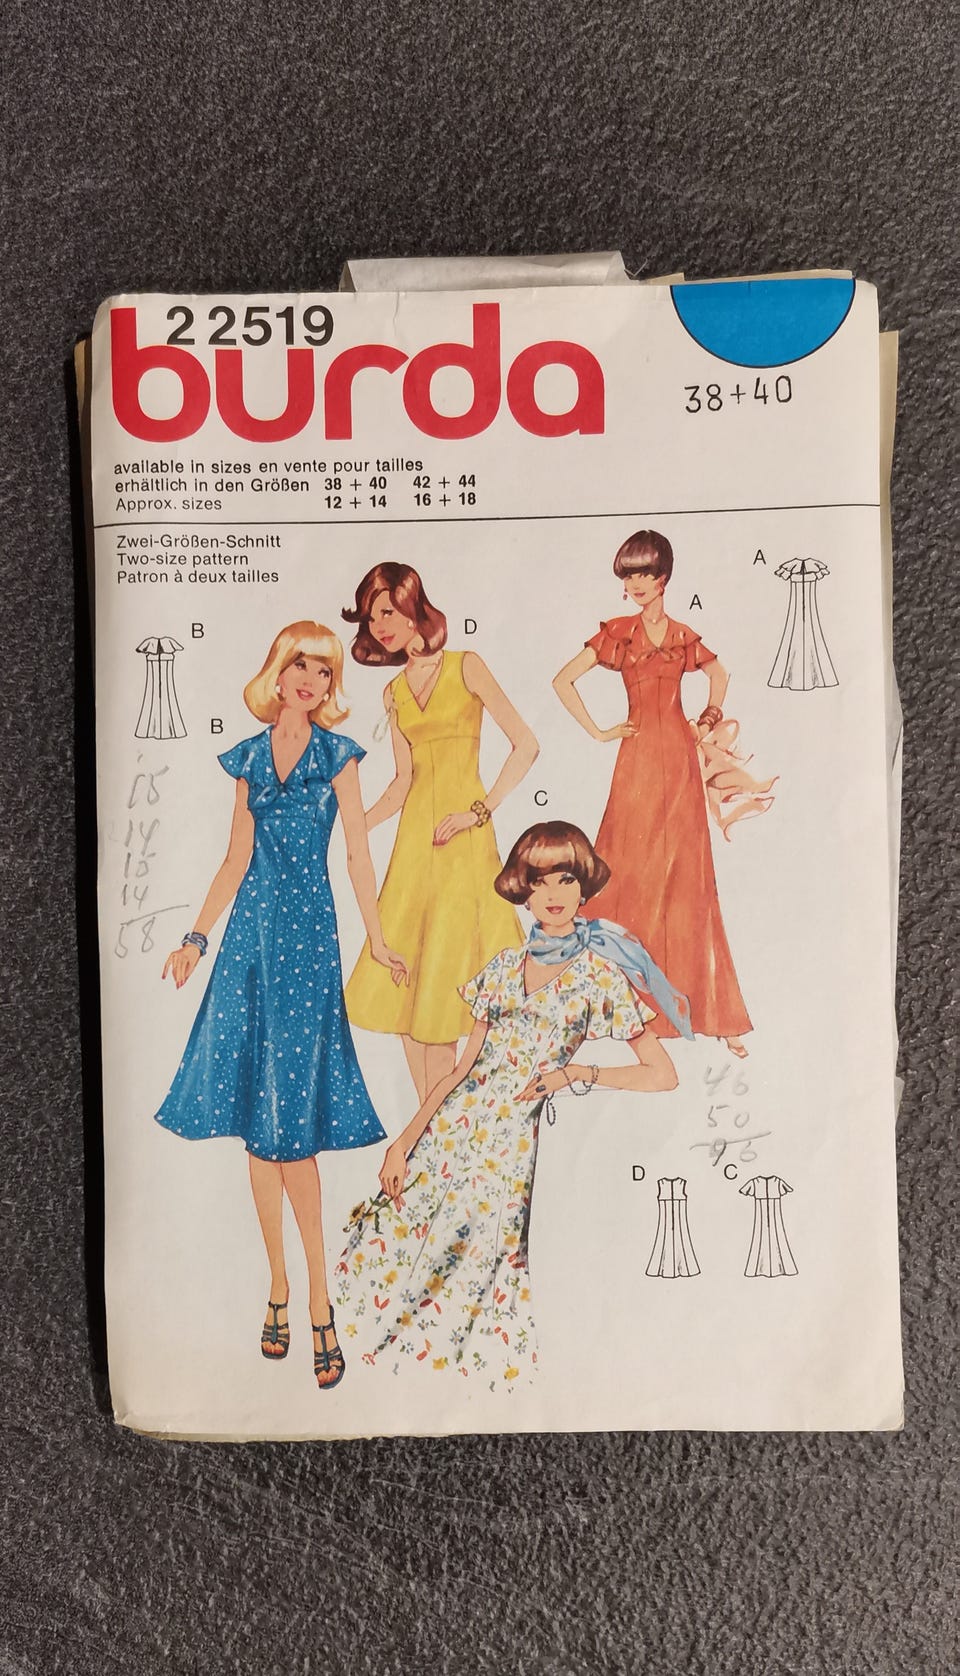 22519
burda
38+40
available in sizes en vente pour tailles
erhältlich in den Größen 38 + 40 42 + 44
Approx. sizes 12 + 14 16 + 18
Zwei-Größen-Schnitt
Two-size pattern
Patron à deux tailles
A
B
D
A
B
C
15
14
15
14
58
46
50
96
D
C